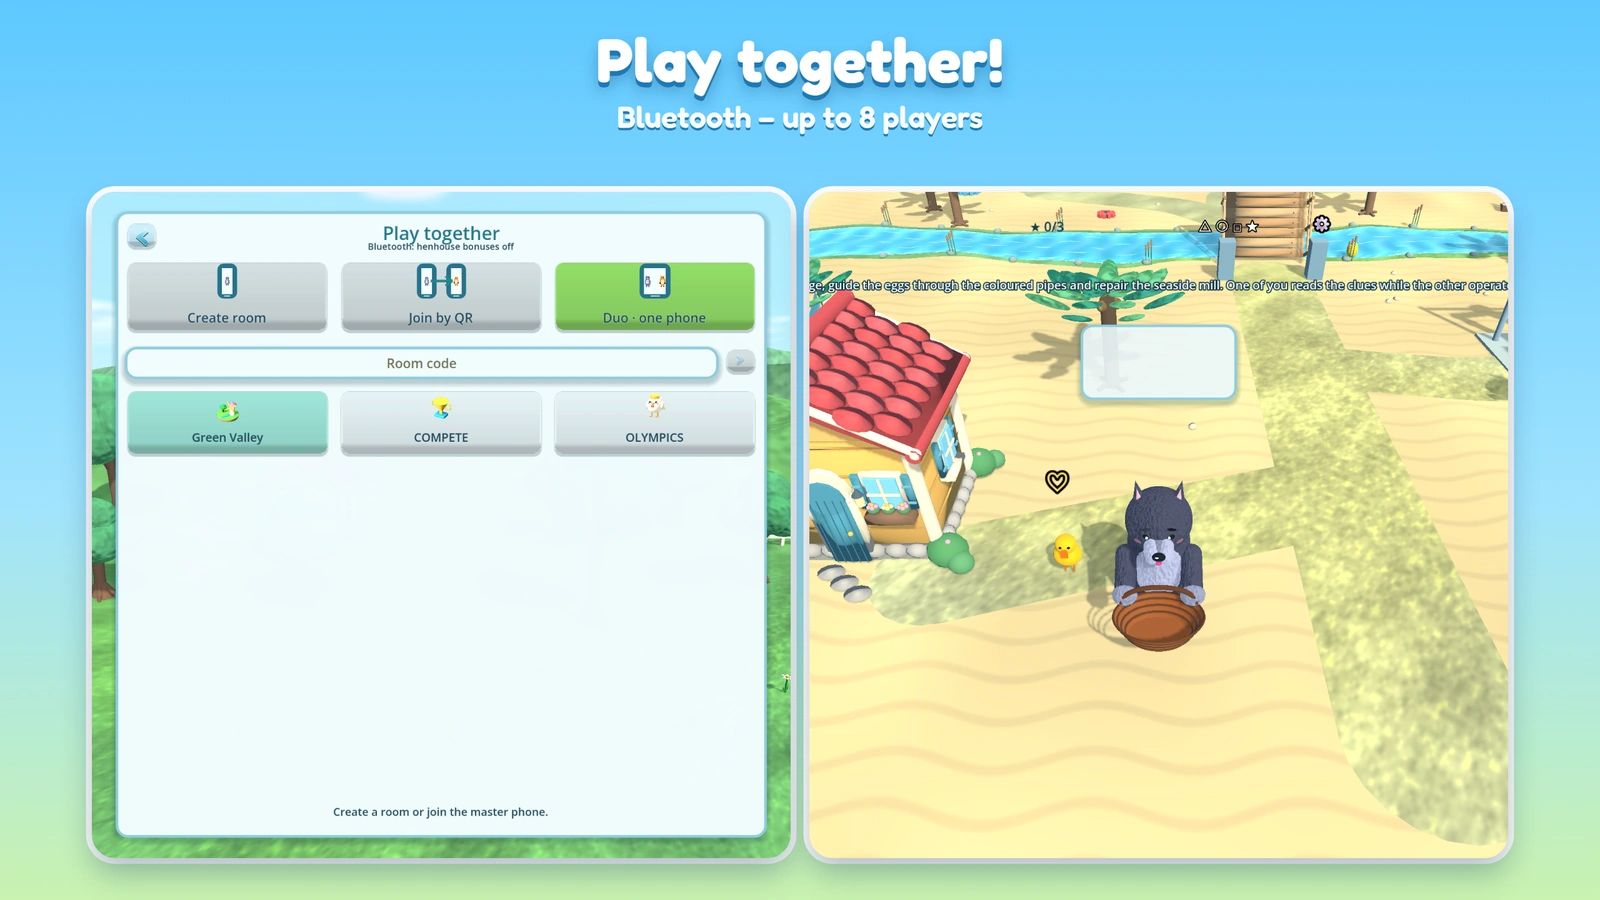 Play together!
Bluetooth – up to 8 players
Play together
Bluetooth: henhouse bonuses off
Create room
Join by QR
Duo · one phone
Room code
Green Valley
COMPETE
OLYMPICS
Create a room or join the master phone.
★ 0/3
guide the eggs through the coloured pipes and repair the seaside mill. One of you reads the clues while the other